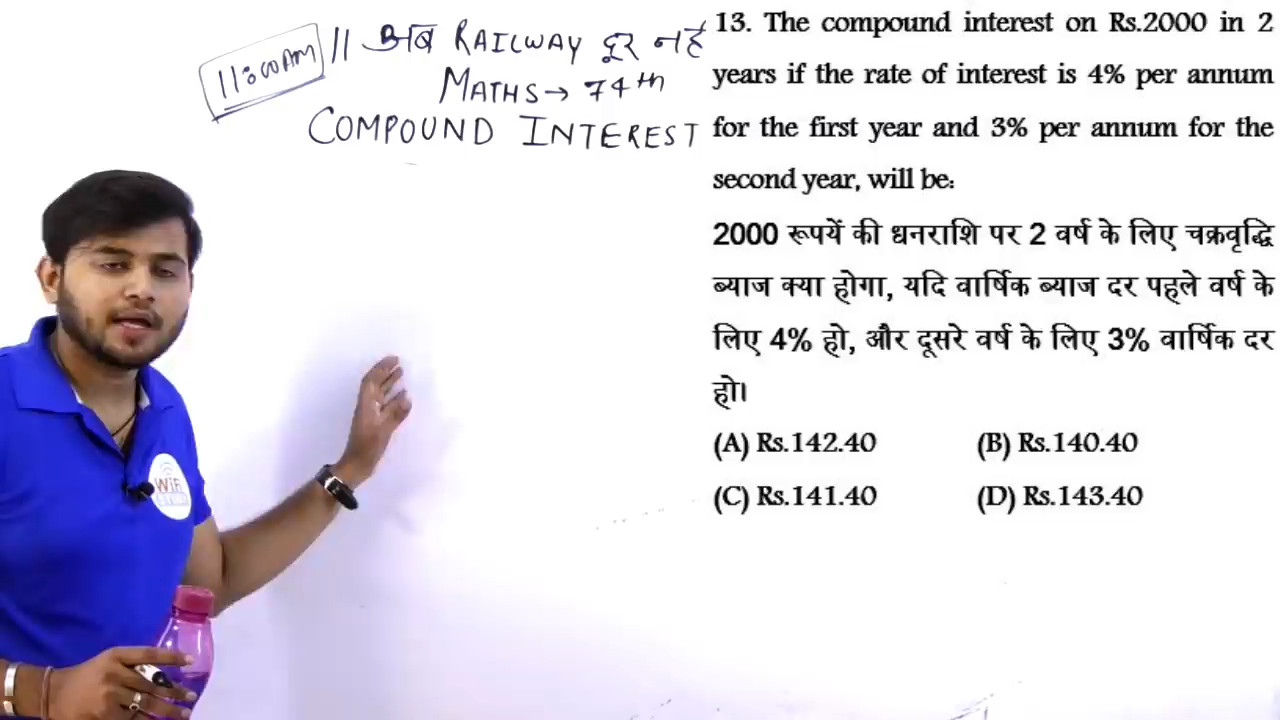 11:00AM // अब RAILWAY दूर नहीं
MATHS → 74th
COMPOUND INTEREST
13. The compound interest on Rs.2000 in 2
years if the rate of interest is 4% per annum
for the first year and 3% per annum for the
second year, will be:
2000 रूपयें की धनराशि पर 2 वर्ष के लिए चक्रवृद्धि
ब्याज क्या होगा, यदि वार्षिक ब्याज दर पहले वर्ष के
लिए 4% हो, और दूसरे वर्ष के लिए 3% वार्षिक दर
हो।
(A) Rs.142.40 (B) Rs.140.40
(C) Rs.141.40 (D) Rs.143.40
WiFi